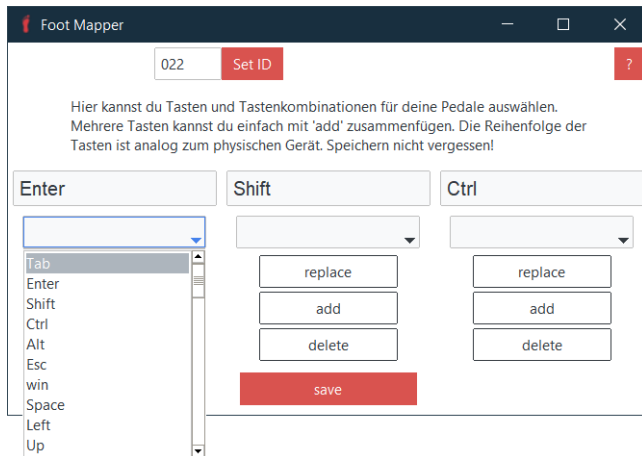 Foot Mapper
022 Set ID ?
Hier kannst du Tasten und Tastenkombinationen für deine Pedale auswählen.
Mehrere Tasten kannst du einfach mit 'add' zusammenfügen. Die Reihenfolge der
Tasten ist analog zum physischen Gerät. Speichern nicht vergessen!
Enter Shift Ctrl
Tab
Enter
Shift
Ctrl
Alt
Esc
win
Space
Left
Up
replace replace
add add
delete delete
save